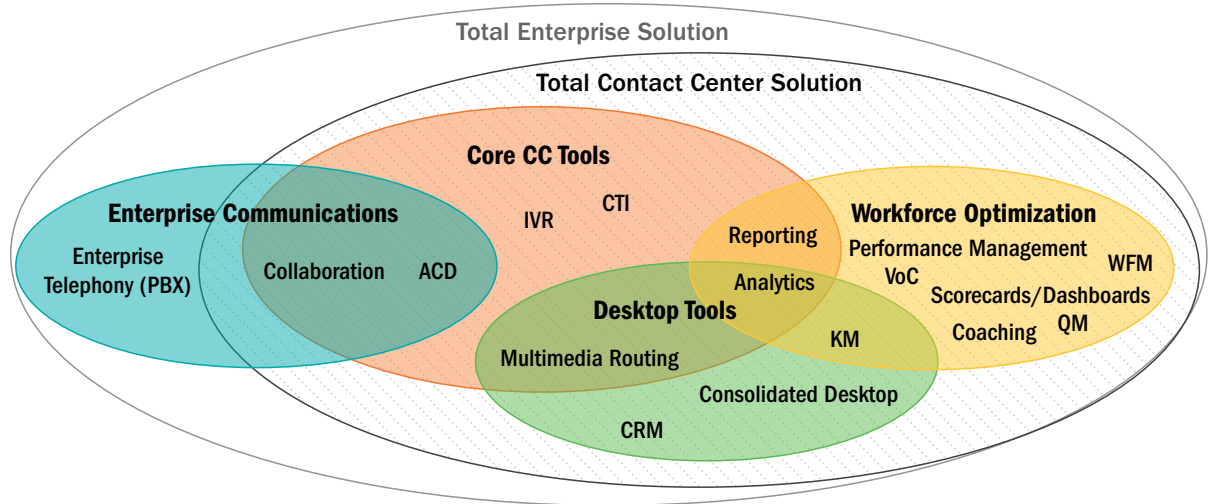 Total Enterprise Solution
Total Contact Center Solution
Core CC Tools
CTI
IVR
Enterprise Communications
Enterprise
Telephony (PBX)
Collaboration
ACD
Reporting
Analytics
Workforce Optimization
Performance Management
VoC
WFM
Scorecards/Dashboards
Coaching
QM
Desktop Tools
KM
Multimedia Routing
Consolidated Desktop
CRM